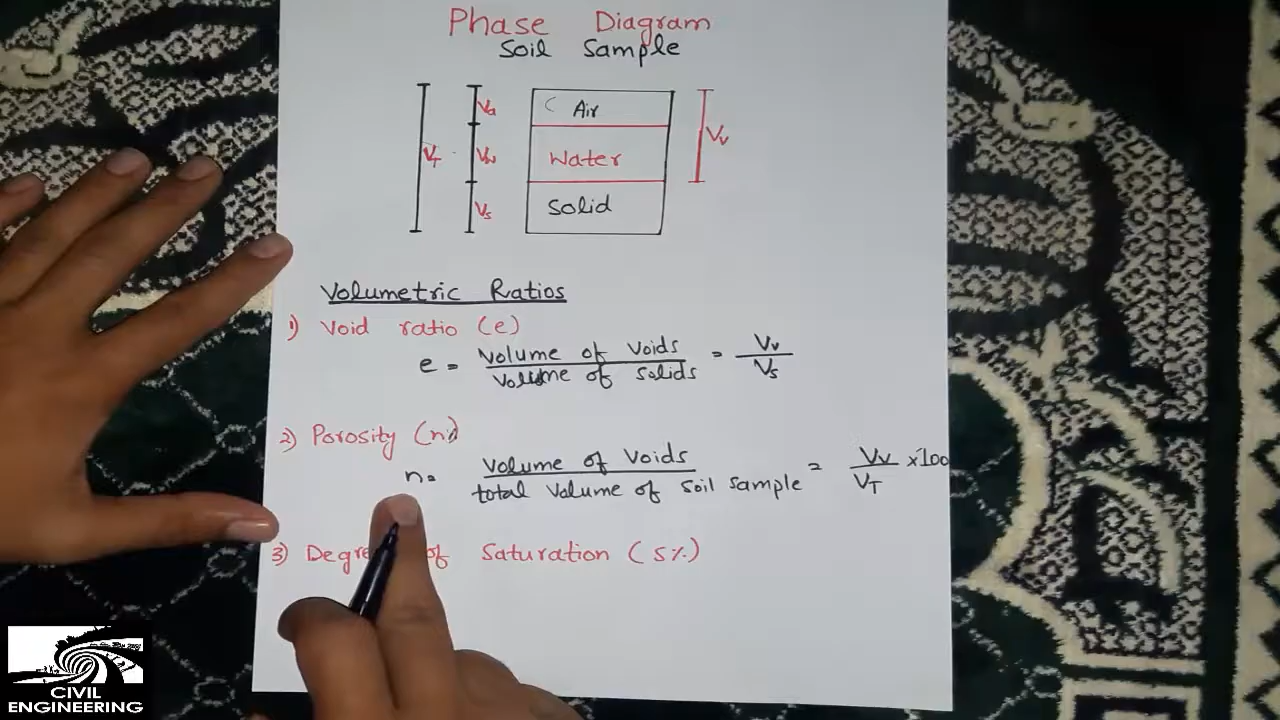 Phase Diagram
Soil Sample
Air
Water
Solid
VT
Va
Vw
Vs
Vv
Volumetric Ratios
1) Void ratio (e)
e = Volume of Voids / Volume of solids = Vv / Vs
2) Porosity (n)
n = Volume of Voids / total Volume of Soil Sample = Vv / VT ×100
3) Degre of Saturation (S%)
CIVIL
ENGINEERING